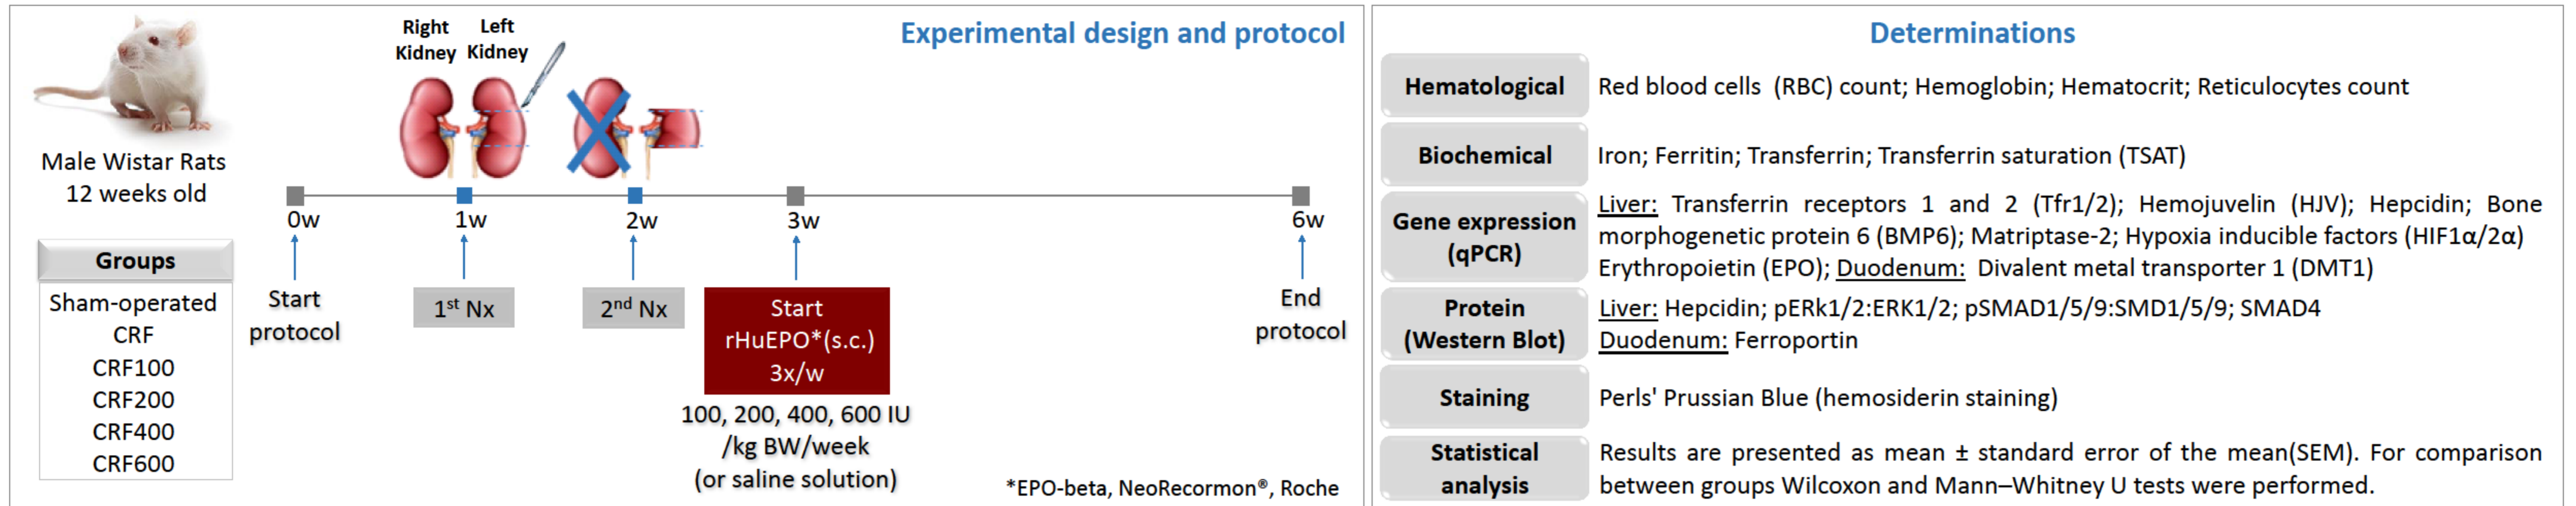 Experimental design and protocol
Right
Kidney
Left
Kidney
Male Wistar Rats
12 weeks old
0w
1w
2w
3w
6w
Groups
Sham-operated
CRF
CRF100
CRF200
CRF400
CRF600
Start
protocol
1st Nx
2nd Nx
Start
rHuEPO*(s.c.)
3x/w
100, 200, 400, 600 IU
/kg BW/week
(or saline solution)
End
protocol
*EPO-beta, NeoRecormon®, Roche
Determinations
Hematological
Red blood cells (RBC) count; Hemoglobin; Hematocrit; Reticulocytes count
Biochemical
Iron; Ferritin; Transferrin; Transferrin saturation (TSAT)
Gene expression
(qPCR)
Liver: Transferrin receptors 1 and 2 (Tfr1/2); Hemojuvelin (HJV); Hepcidin; Bone
morphogenetic protein 6 (BMP6); Matriptase-2; Hypoxia inducible factors (HIF1α/2α)
Erythropoietin (EPO); Duodenum: Divalent metal transporter 1 (DMT1)
Protein
(Western Blot)
Liver: Hepcidin; pERk1/2:ERK1/2; pSMAD1/5/9:SMD1/5/9; SMAD4
Duodenum: Ferroportin
Staining
Perls' Prussian Blue (hemosiderin staining)
Statistical
analysis
Results are presented as mean ± standard error of the mean(SEM). For comparison
between groups Wilcoxon and Mann–Whitney U tests were performed.